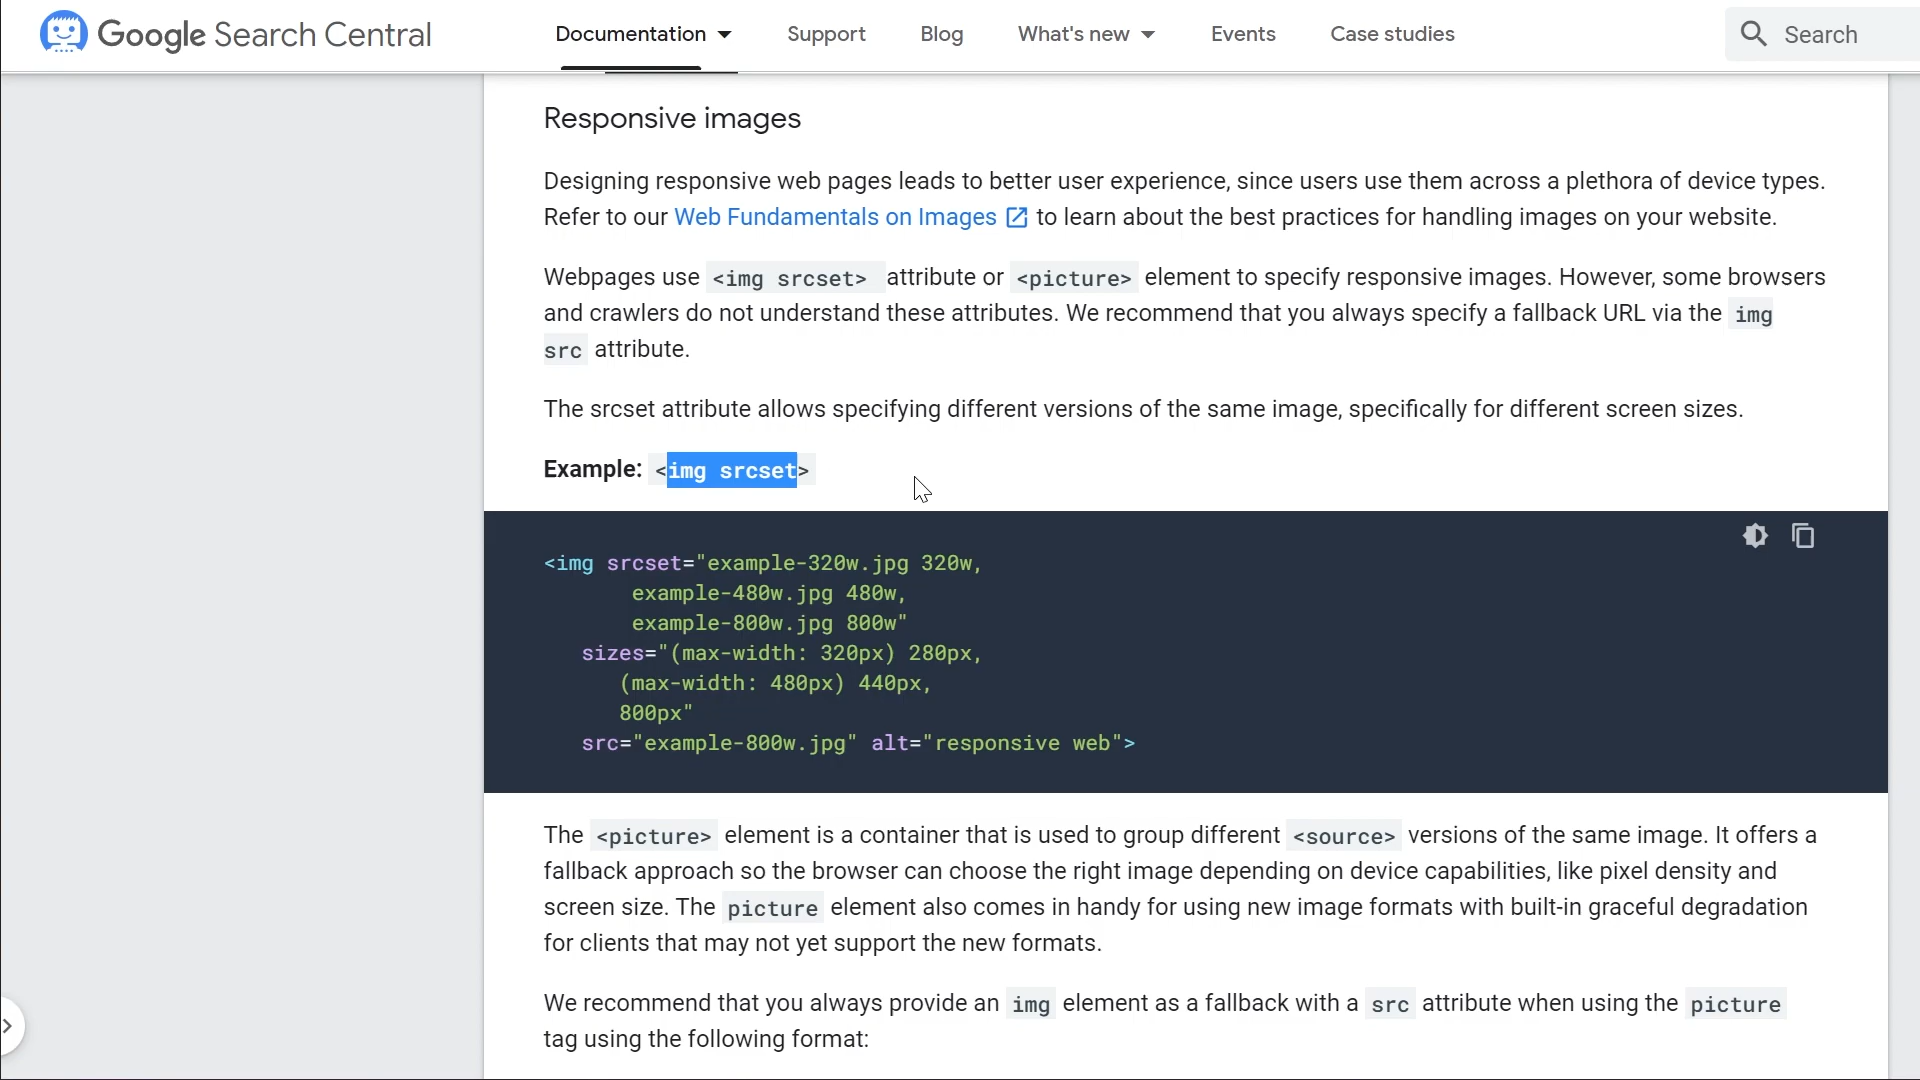 Google Search Central
Documentation Support Blog What's new Events Case studies
Search
Responsive images
Designing responsive web pages leads to better user experience, since users use them across a plethora of device types.
Refer to our Web Fundamentals on Images to learn about the best practices for handling images on your website.
Webpages use <img srcset> attribute or <picture> element to specify responsive images. However, some browsers
and crawlers do not understand these attributes. We recommend that you always specify a fallback URL via the img
src attribute.
The srcset attribute allows specifying different versions of the same image, specifically for different screen sizes.
Example: <img srcset>
<img srcset="example-320w.jpg 320w,
example-480w.jpg 480w,
example-800w.jpg 800w"
sizes="(max-width: 320px) 280px,
(max-width: 480px) 440px,
800px"
src="example-800w.jpg" alt="responsive web">
The <picture> element is a container that is used to group different <source> versions of the same image. It offers a
fallback approach so the browser can choose the right image depending on device capabilities, like pixel density and
screen size. The picture element also comes in handy for using new image formats with built-in graceful degradation
for clients that may not yet support the new formats.
We recommend that you always provide an img element as a fallback with a src attribute when using the picture
tag using the following format: